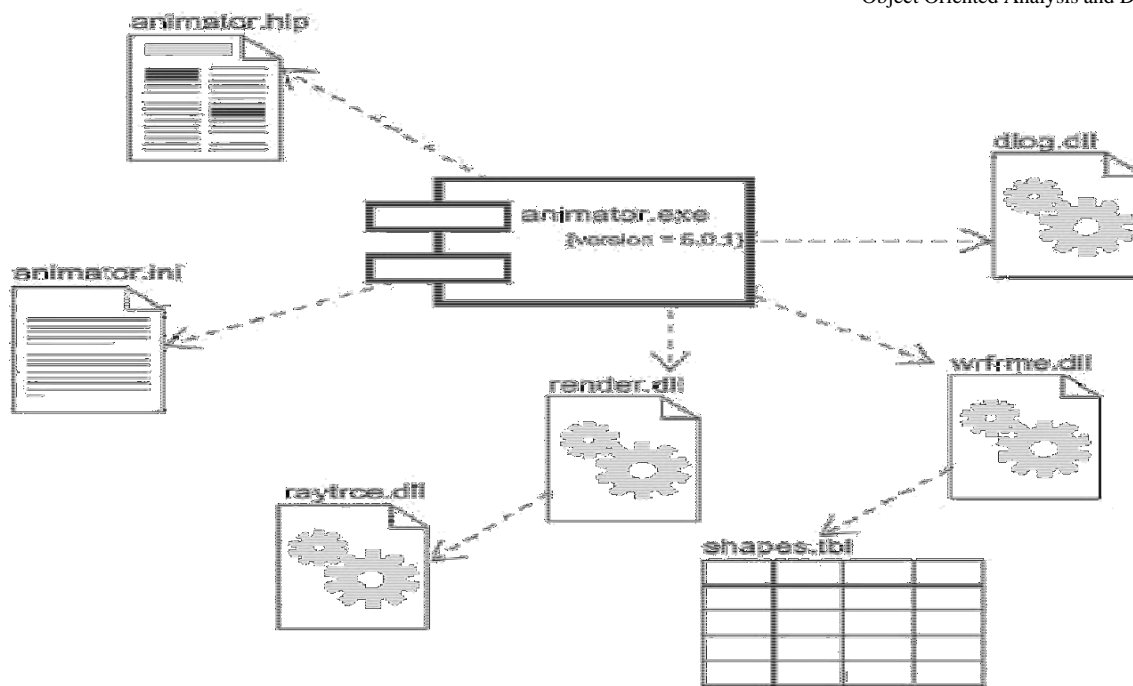 Object Oriented Analysis and D
animator.hlp
dlog.dll
animator.exe
{version = 5.0.1}
animator.ini
render.dll
wrfrme.dll
raytrce.dll
shapes.tbl